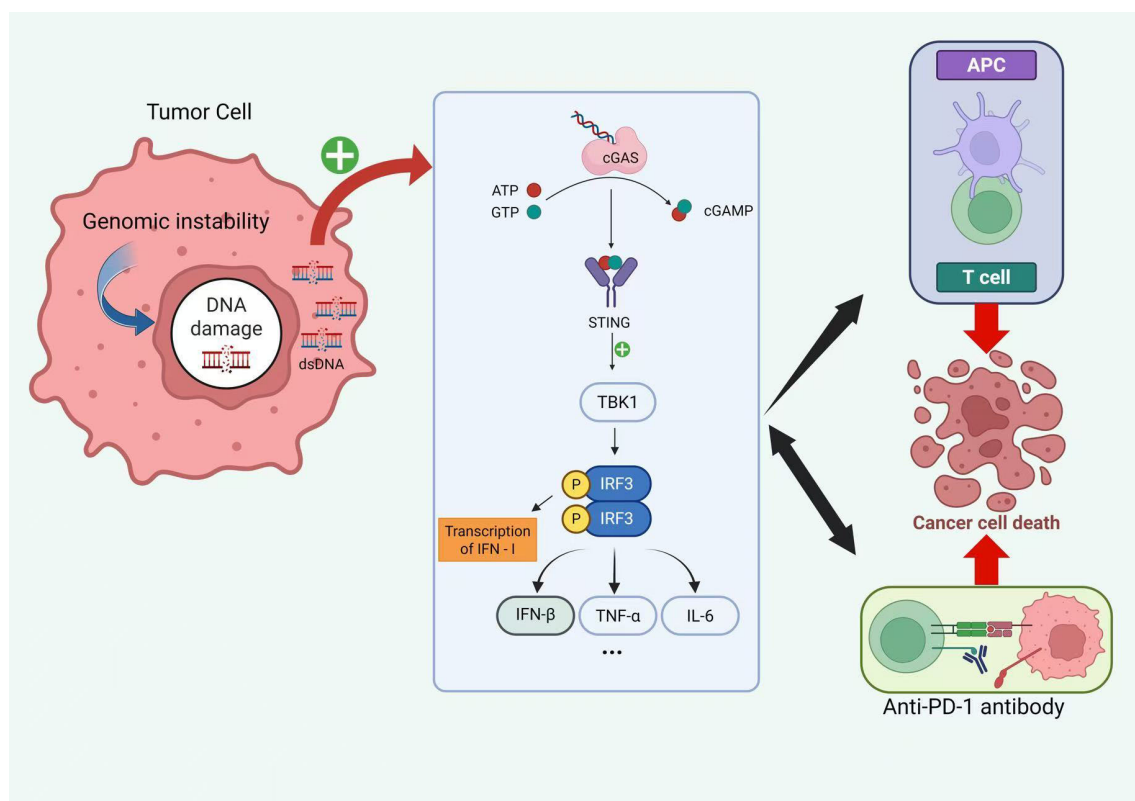 Tumor Cell
Genomic instability
DNA
damage
dsDNA
cGAS
ATP
GTP
cGAMP
STING
TBK1
P
IRF3
P
IRF3
Transcription
of IFN - I
IFN-β
TNF-α
IL-6
...
APC
T cell
Cancer cell death
Anti-PD-1 antibody